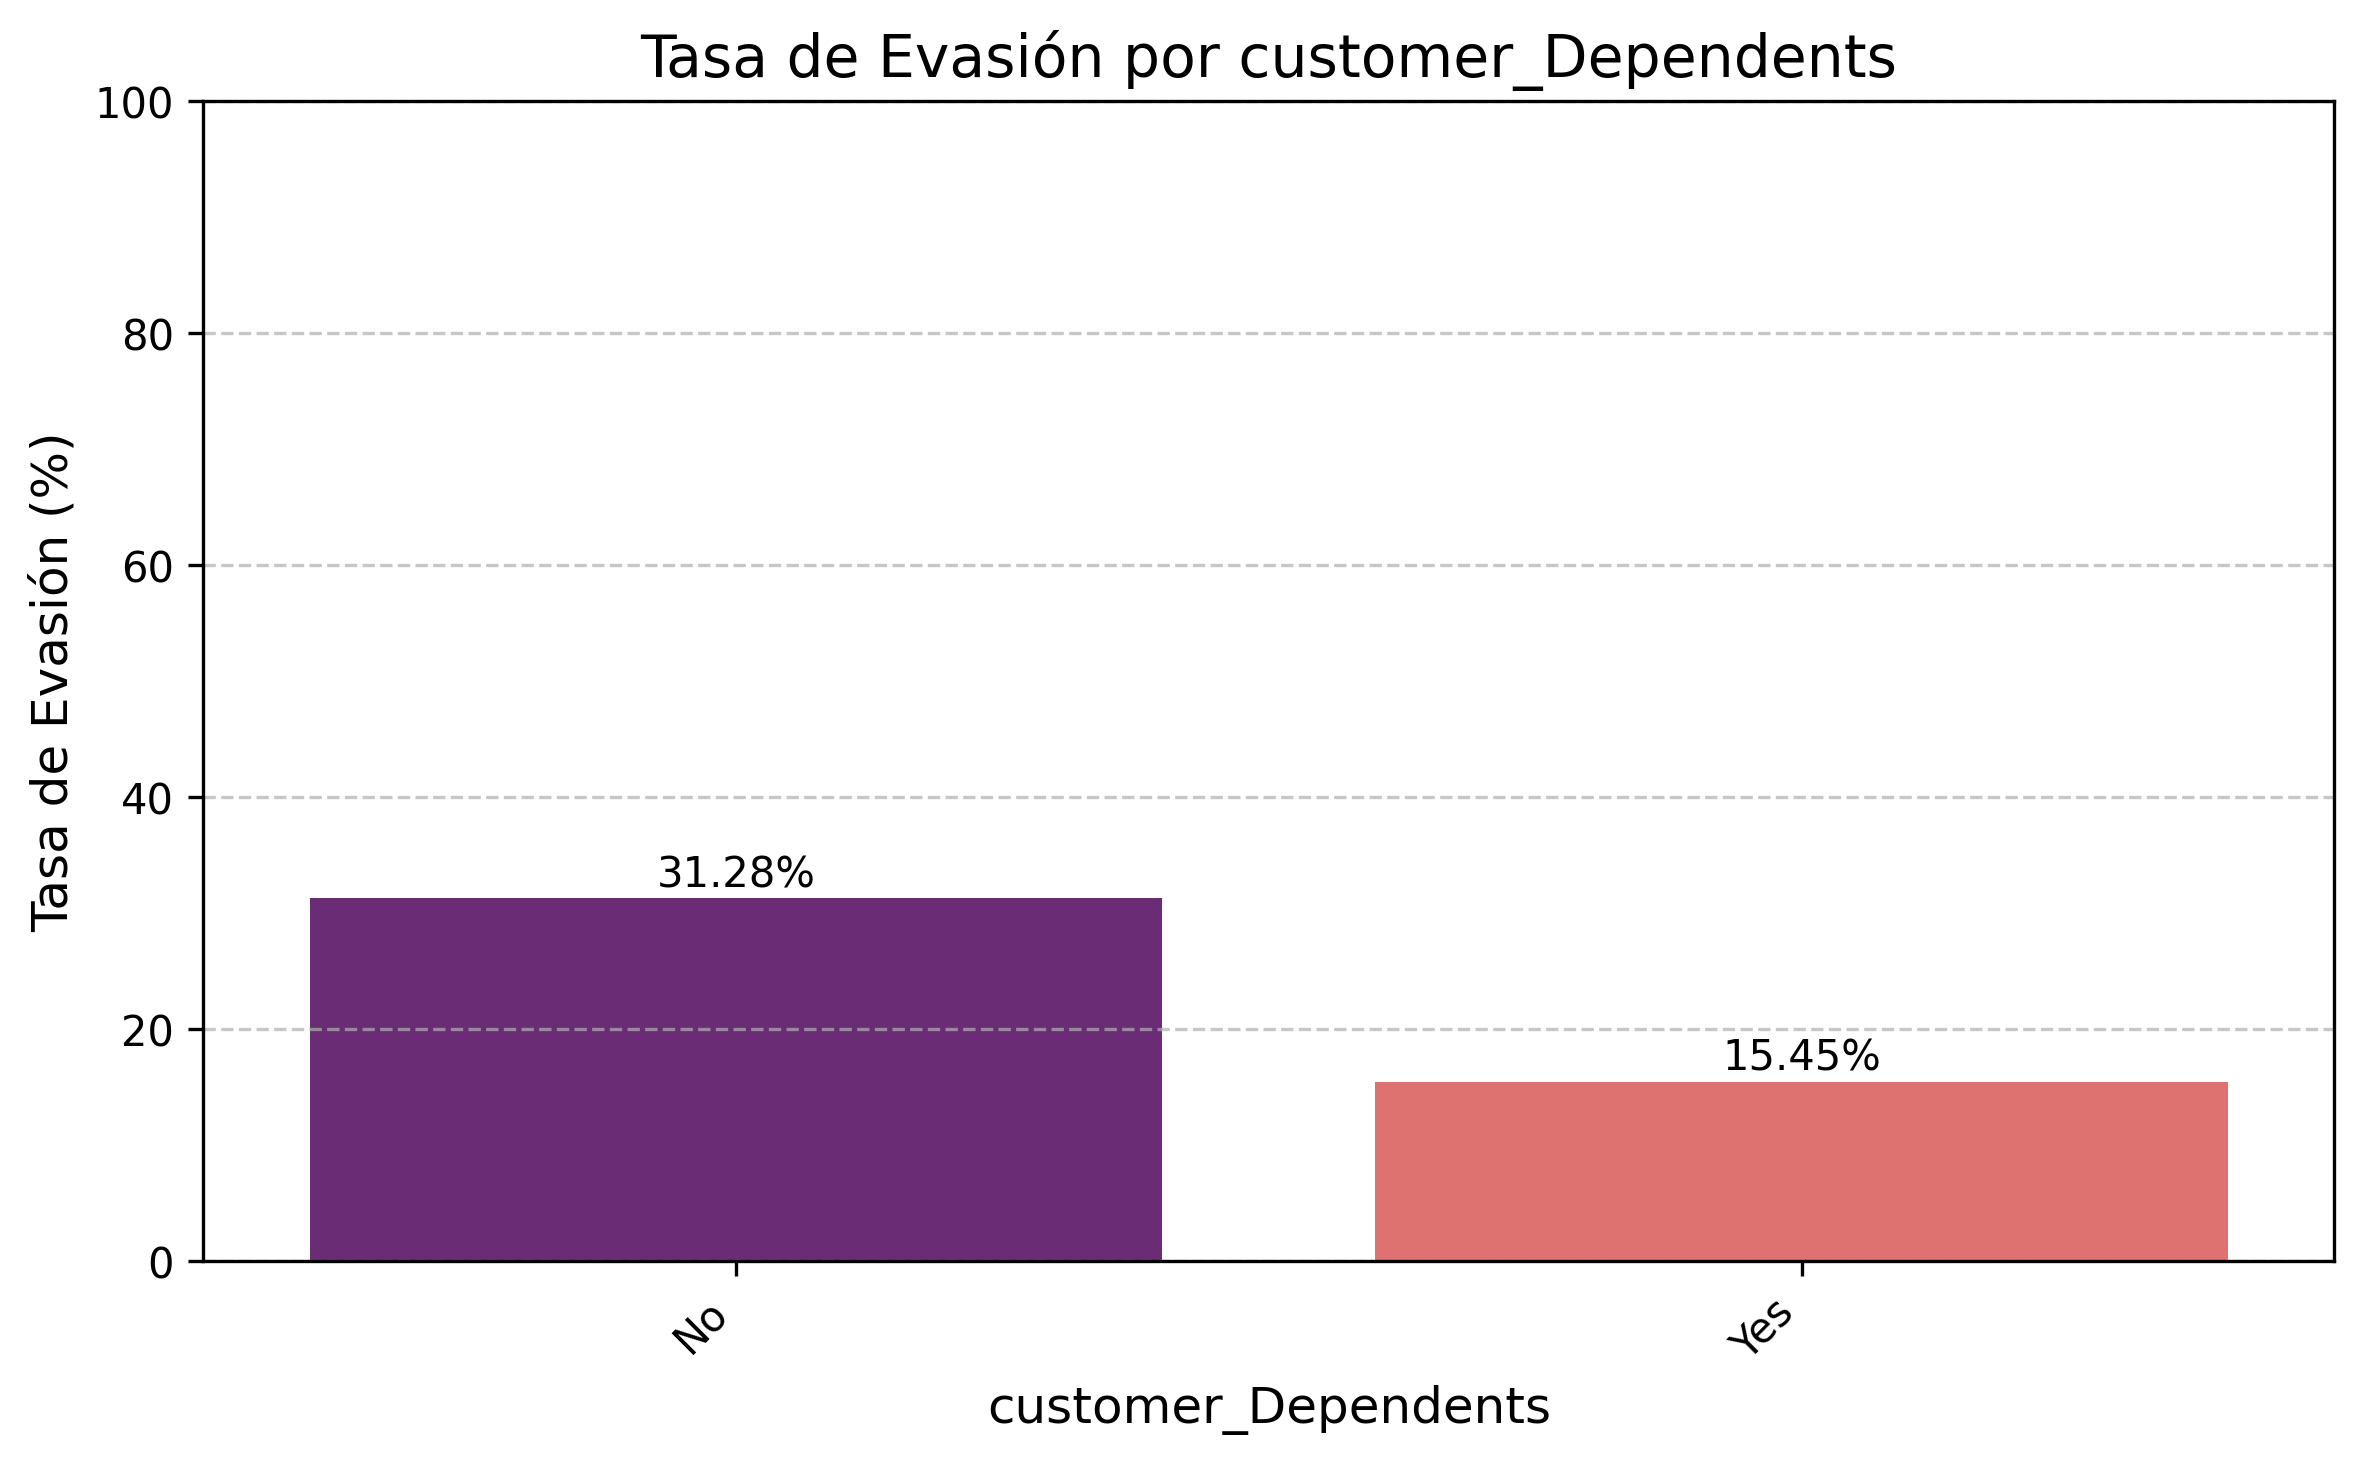 Tasa de Evasión por customer_Dependents
Tasa de Evasión (%)
100
80
60
40
20
0
31.28%
15.45%
No
Yes
customer_Dependents